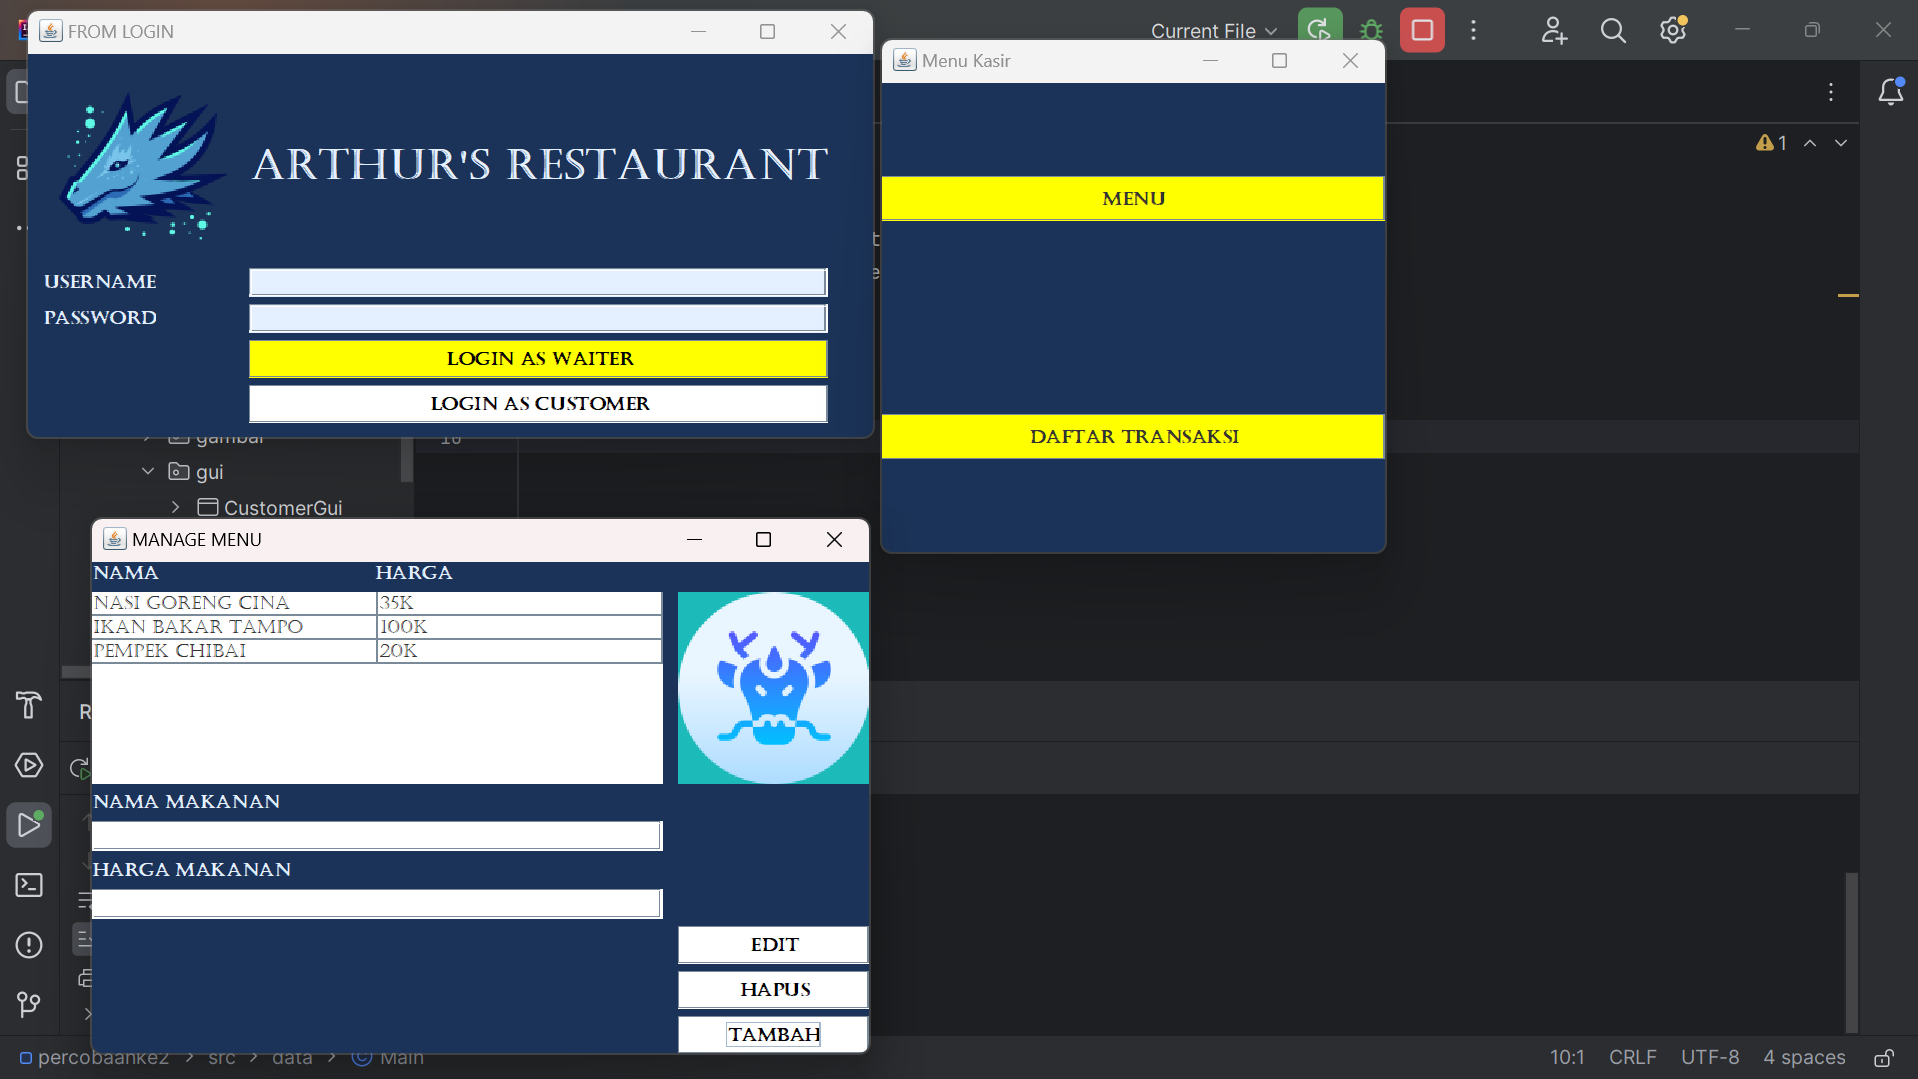 FROM LOGIN
ARTHUR'S RESTAURANT
USERNAME
PASSWORD
LOGIN AS WAITER
LOGIN AS CUSTOMER
Current File
Menu Kasir
MENU
DAFTAR TRANSAKSI
1
gui
CustomerGui
MANAGE MENU
NAMA HARGA
NASI GORENG CINA 35K
IKAN BAKAR TAMPO 100K
PEMPEK CHIBAI 20K
NAMA MAKANAN
HARGA MAKANAN
EDIT
HAPUS
TAMBAH
percobaanke2 > src > data > Main
10:1 CRLF UTF-8 4 spaces